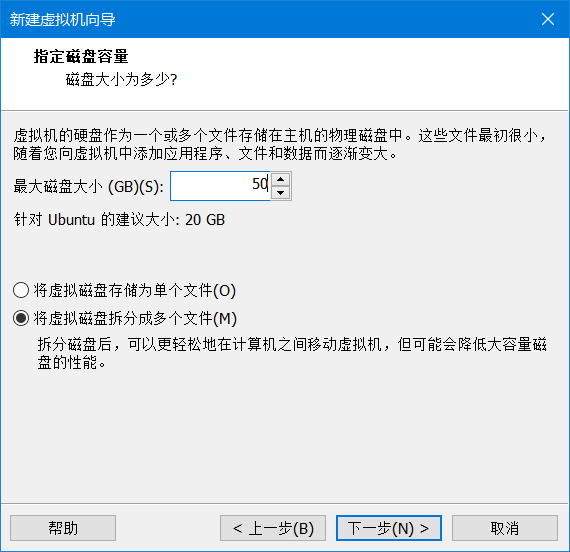 新建虚拟机向导
指定磁盘容量
磁盘大小为多少?
虚拟机的硬盘作为一个或多个文件存储在主机的物理磁盘中。这些文件最初很小，
随着您向虚拟机中添加应用程序、文件和数据而逐渐变大。
最大磁盘大小 (GB)(S): 50
针对 Ubuntu 的建议大小: 20 GB
将虚拟磁盘存储为单个文件(O)
将虚拟磁盘拆分成多个文件(M)
拆分磁盘后，可以更轻松地在计算机之间移动虚拟机，但可能会降低大容量磁
盘的性能。
帮助 < 上一步(B) 下一步(N) > 取消